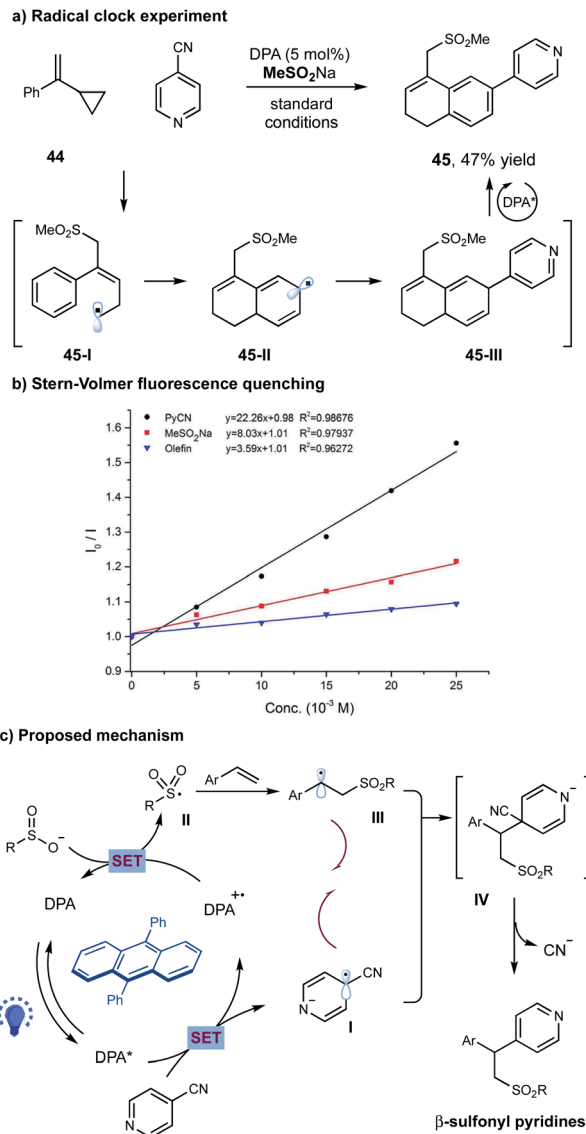 a) Radical clock experiment
Ph
44
CN
N
DPA (5 mol%)
MeSO2Na
standard
conditions
SO2Me
N
45, 47% yield
DPA*
MeO2S
45-I
SO2Me
45-II
SO2Me
N
45-III
b) Stern-Volmer fluorescence quenching
PyCN y=22.26x+0.98 R²=0.98676
MeSO2Na y=8.03x+1.01 R²=0.97937
Olefin y=3.59x+1.01 R²=0.96272
I0 / I
1.6
1.5
1.4
1.3
1.2
1.1
1.0
0.9
0 5 10 15 20 25
Conc. (10⁻³ M)
c) Proposed mechanism
O O
R S•
II
Ar
Ar SO2R
III
O
R S O⁻
SET
DPA
DPA+•
Ph
Ph
DPA*
SET
CN
N
N⁻
CN
I
N⁻
NC
Ar
SO2R
IV
CN⁻
N
Ar
SO2R
β-sulfonyl pyridines